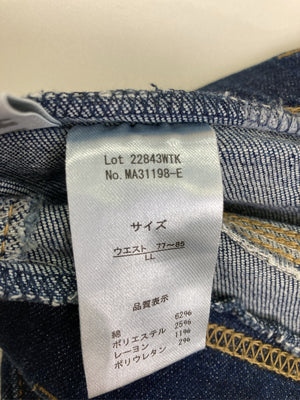 Lot 22843WTK
No.MA31198-E
サイズ
ウエスト 77〜85
LL
品質表示
綿 62%
ポリエステル 25%
レーヨン 11%
ポリウレタン 2%